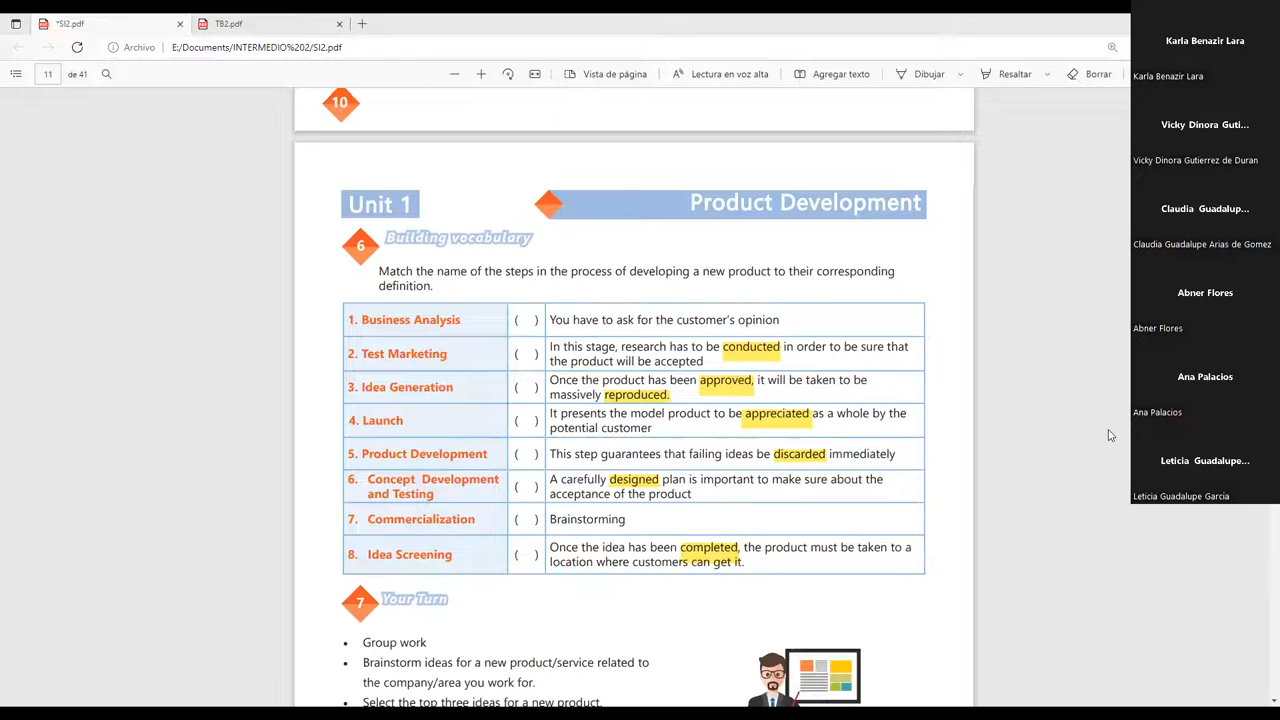 *SI2.pdf
TB2.pdf
Archivo E:/Documents/INTERMEDIO%202/SI2.pdf
11 de 41 Vista de página Lectura en voz alta Agregar texto Dibujar Resaltar Borrar
10
Unit 1 Product Development
6 Building vocabulary
Match the name of the steps in the process of developing a new product to their corresponding
definition.
1. Business Analysis ( ) You have to ask for the customer's opinion
2. Test Marketing ( ) In this stage, research has to be conducted in order to be sure that
the product will be accepted
3. Idea Generation ( ) Once the product has been approved, it will be taken to be
massively reproduced.
4. Launch ( ) It presents the model product to be appreciated as a whole by the
potential customer
5. Product Development ( ) This step guarantees that failing ideas be discarded immediately
6. Concept Development
and Testing ( ) A carefully designed plan is important to make sure about the
acceptance of the product
7. Commercialization ( ) Brainstorming
8. Idea Screening ( ) Once the idea has been completed, the product must be taken to a
location where customers can get it.
7 Your Turn
• Group work
• Brainstorm ideas for a new product/service related to
the company/area you work for.
• Select the top three ideas for a new product.
Karla Benazir Lara
Karla Benazir Lara
Vicky Dinora Guti...
Vicky Dinora Gutierrez de Duran
Claudia Guadalup...
Claudia Guadalupe Arias de Gomez
Abner Flores
Abner Flores
Ana Palacios
Ana Palacios
Leticia Guadalupe...
Leticia Guadalupe Garcia